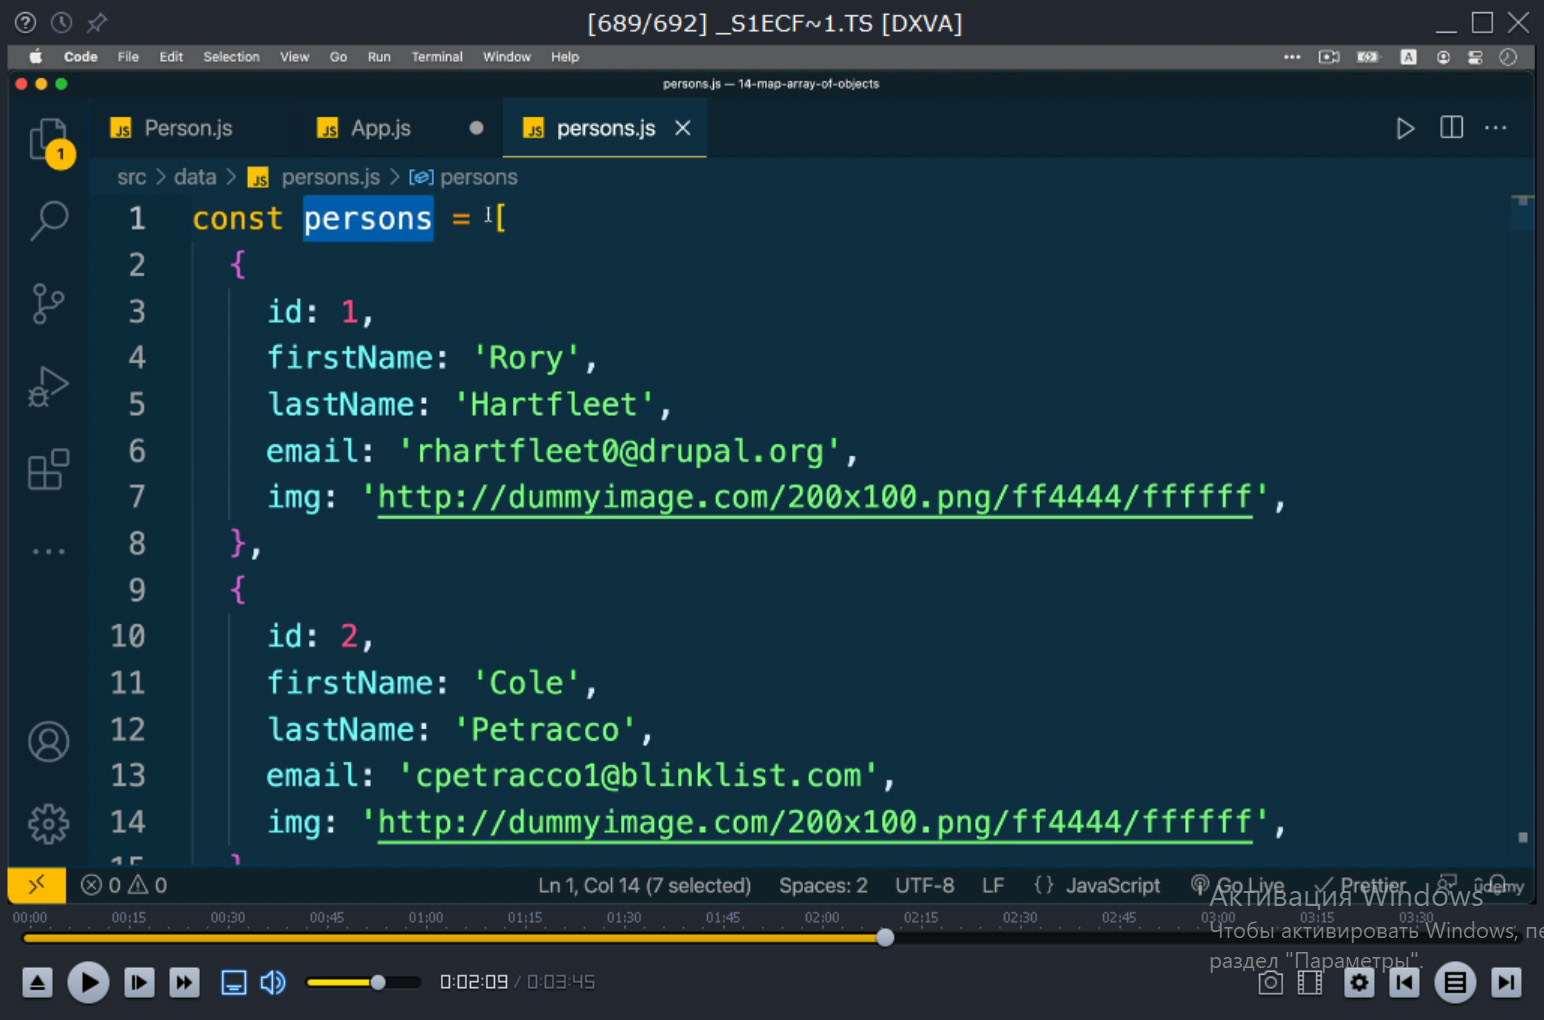 [689/692] _S1ECF~1.TS [DXVA]
Code File Edit Selection View Go Run Terminal Window Help
A
persons.js — 14-map-array-of-objects
JS Person.js JS App.js JS persons.js
1
src > data > JS persons.js > persons
1 const persons = [
2 {
3 id: 1,
4 firstName: 'Rory',
5 lastName: 'Hartfleet',
6 email: 'rhartfleet0@drupal.org',
7 img: 'http://dummyimage.com/200x100.png/ff4444/ffffff',
8 },
9 {
10 id: 2,
11 firstName: 'Cole',
12 lastName: 'Petracco',
13 email: 'cpetracco1@blinklist.com',
14 img: 'http://dummyimage.com/200x100.png/ff4444/ffffff',
15 }
0 0 Ln 1, Col 14 (7 selected) Spaces: 2 UTF-8 LF {} JavaScript Go Live Prettier ûdemy
Активация Windows
00:00 00:15 00:30 00:45 01:00 01:15 01:30 01:45 02:00 02:15 02:30 02:45 03:00 03:15 03:30
Чтобы активировать Windows, пе
раздел "Параметры".
0:02:09 / 0:03:45